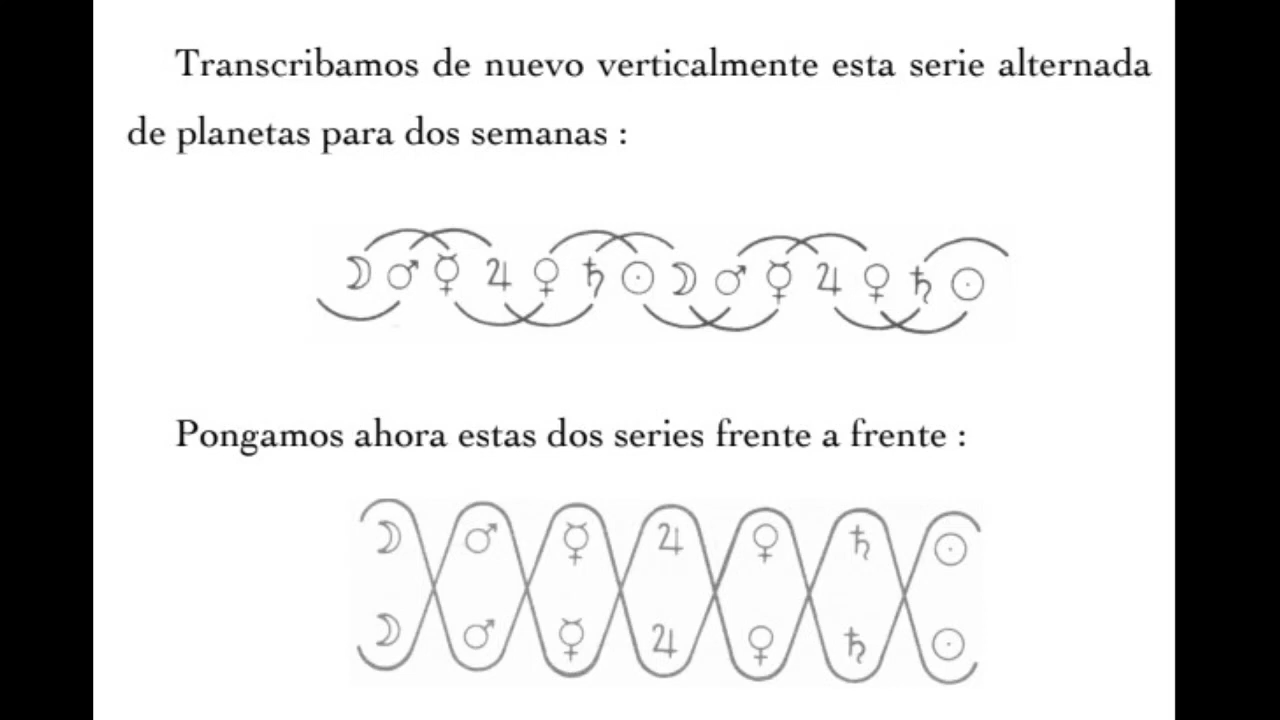 Transcribamos de nuevo verticalmente esta serie alternada
de planetas para dos semanas :
☽ ♂ ☿ ♃ ♀ ♄ ☉ ☽ ♂ ☿ ♃ ♀ ♄ ☉
Pongamos ahora estas dos series frente a frente :
☽ ♂ ☿ ♃ ♀ ♄ ☉
☽ ♂ ☿ ♃ ♀ ♄ ☉